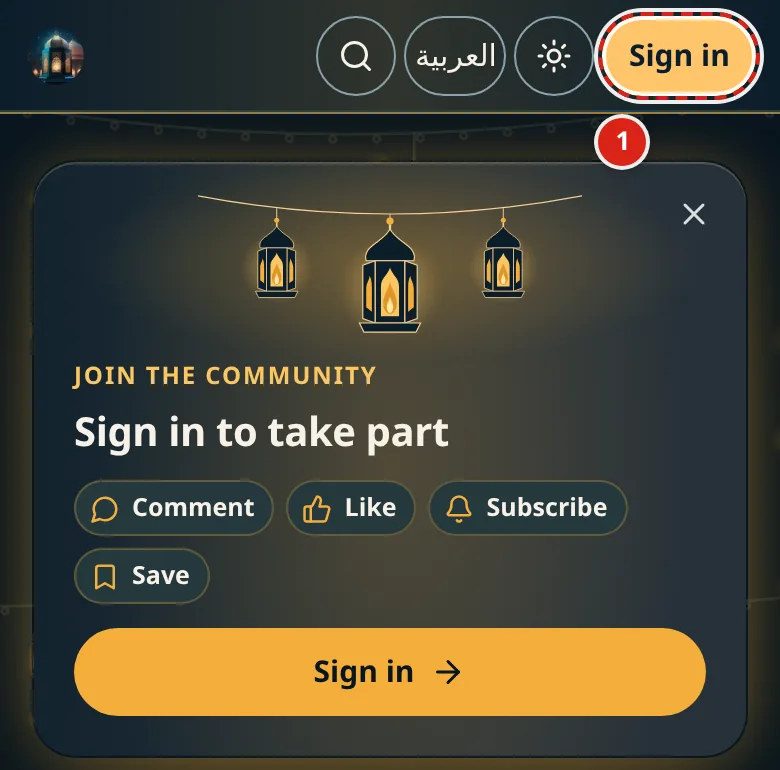 العربية
Sign in
1
JOIN THE COMMUNITY
Sign in to take part
Comment
Like
Subscribe
Save
Sign in